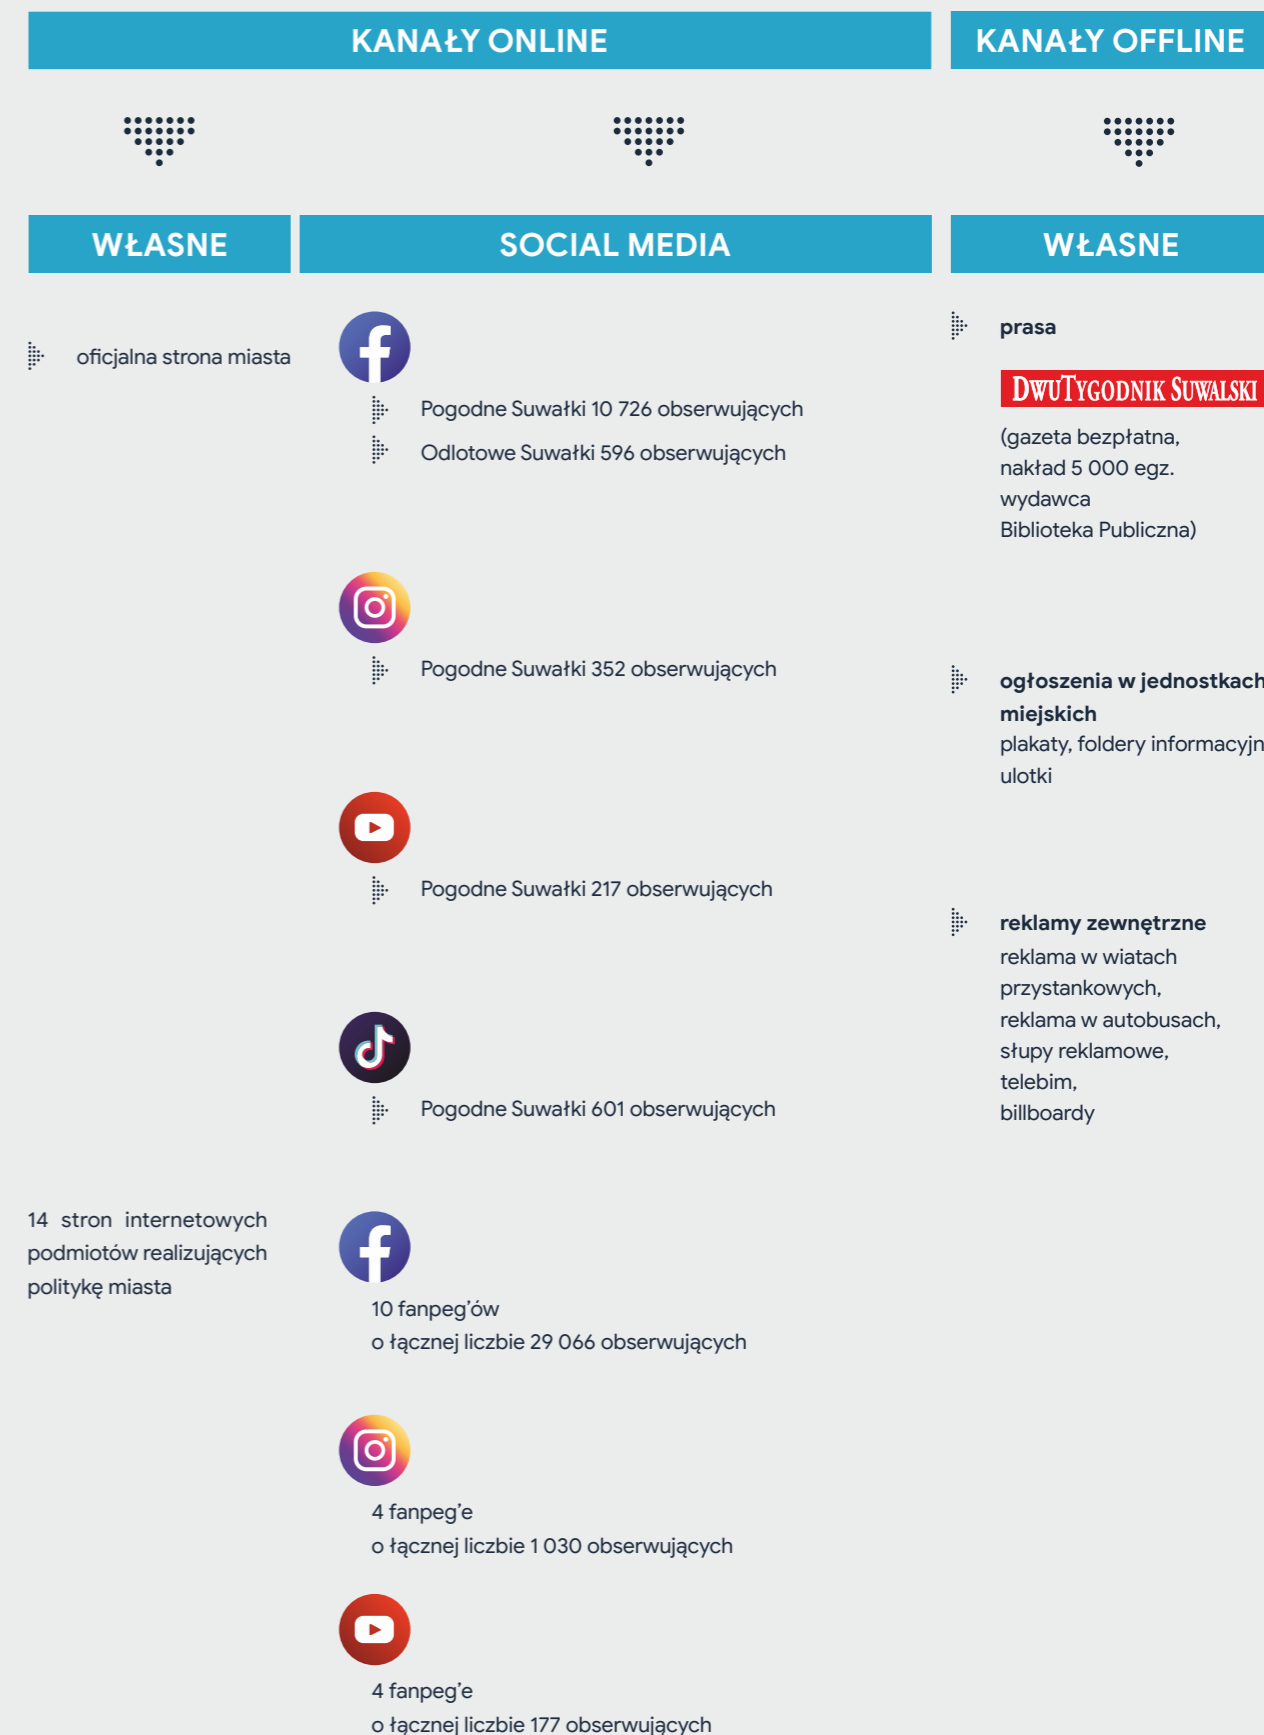 KANAŁY ONLINE
KANAŁY OFFLINE
WŁASNE
SOCIAL MEDIA
WŁASNE
oficjalna strona miasta
Pogodne Suwałki 10 726 obserwujących
Odlotowe Suwałki 596 obserwujących
Pogodne Suwałki 352 obserwujących
Pogodne Suwałki 217 obserwujących
Pogodne Suwałki 601 obserwujących
prasa
DWUTYGODNIK SUWALSKI
(gazeta bezpłatna,
nakład 5 000 egz.
wydawca
Biblioteka Publiczna)
ogłoszenia w jednostkach
miejskich
plakaty, foldery informacyjn
ulotki
reklamy zewnętrzne
reklama w wiatach
przystankowych,
reklama w autobusach,
słupy reklamowe,
telebim,
billboardy
14 stron internetowych
podmiotów realizujących
politykę miasta
10 fanpeg’ów
o łącznej liczbie 29 066 obserwujących
4 fanpeg’e
o łącznej liczbie 1 030 obserwujących
4 fanpeg’e
o łącznej liczbie 177 obserwujących